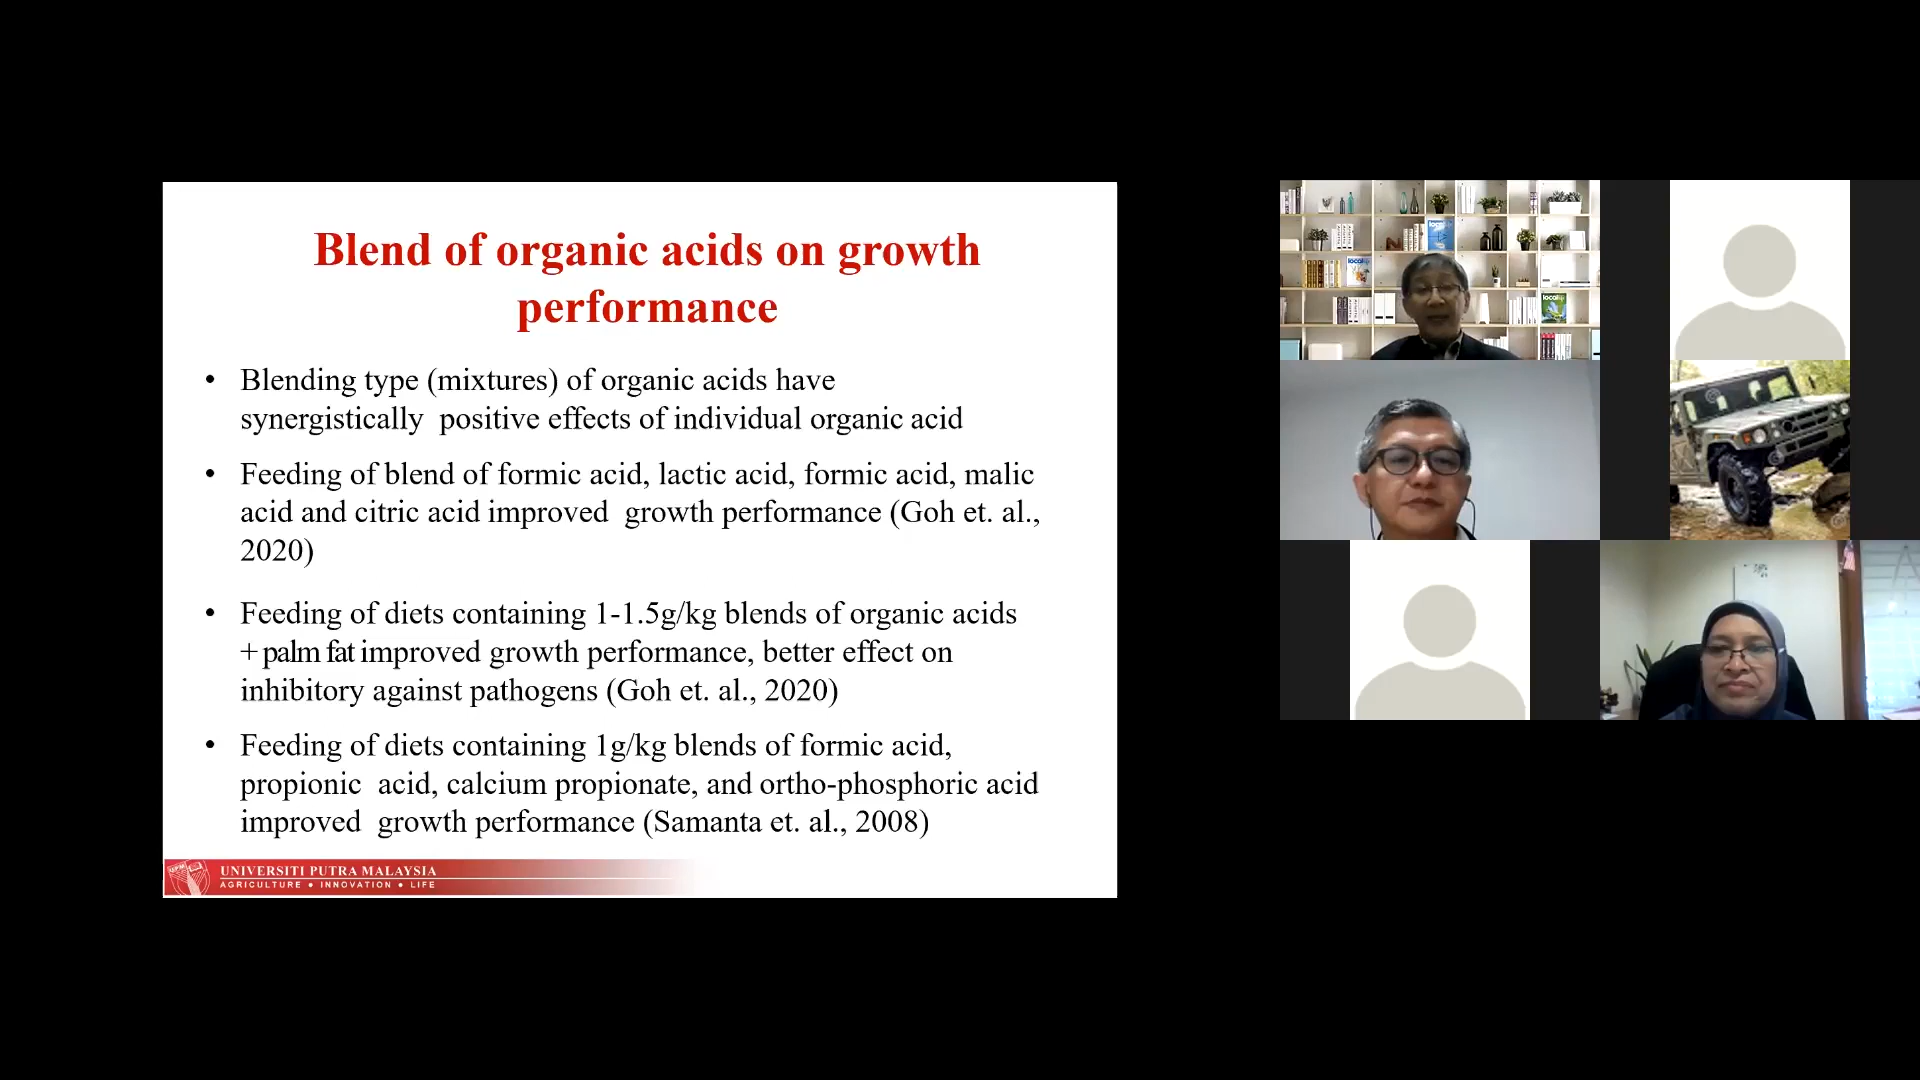 Blend of organic acids on growth
performance
• Blending type (mixtures) of organic acids have
synergistically positive effects of individual organic acid
• Feeding of blend of formic acid, lactic acid, formic acid, malic
acid and citric acid improved growth performance (Goh et. al.,
2020)
• Feeding of diets containing 1-1.5g/kg blends of organic acids
+ palm fat improved growth performance, better effect on
inhibitory against pathogens (Goh et. al., 2020)
• Feeding of diets containing 1g/kg blends of formic acid,
propionic acid, calcium propionate, and ortho-phosphoric acid
improved growth performance (Samanta et. al., 2008)
UPM
UNIVERSITI PUTRA MALAYSIA
AGRICULTURE • INNOVATION • LIFE
local
local